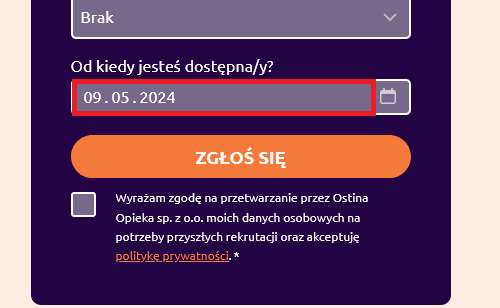 Brak
Od kiedy jesteś dostępna/y?
09.05.2024
ZGŁOŚ SIĘ
Wyrażam zgodę na przetwarzanie przez Ostina
Opieka sp. z o.o. moich danych osobowych na
potrzeby przyszłych rekrutacji oraz akceptuję
politykę prywatności. *